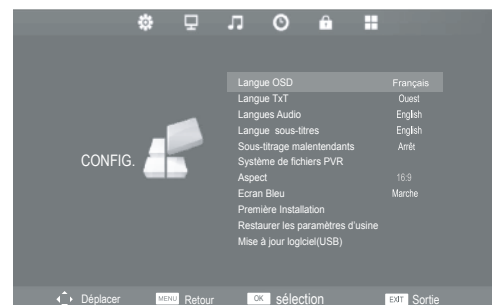 Langue OSD Français
Langue TxT Ouest
Langues Audio English
Langue sous-titres English
Sous-titrage malentendants Arrêt
Système de fichiers PVR
CONFIG.
Aspect 16:9
Ecran Bleu Marche
Première Installation
Restaurer les paramètres d'usine
Mise à jour loglciel(USB)
Déplacer MENU Retour OK sélection EXIT Sortie